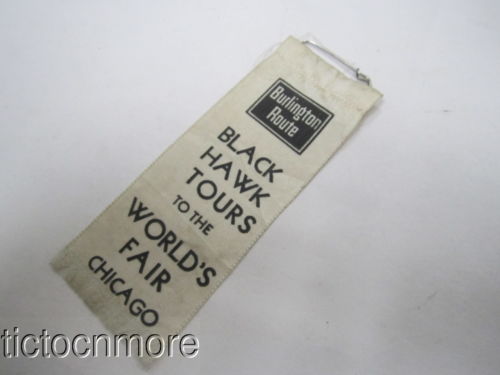 Burlington
Route
BLACK
HAWK
TOURS
TO THE
WORLD'S
FAIR
CHICAGO
tictocnmore